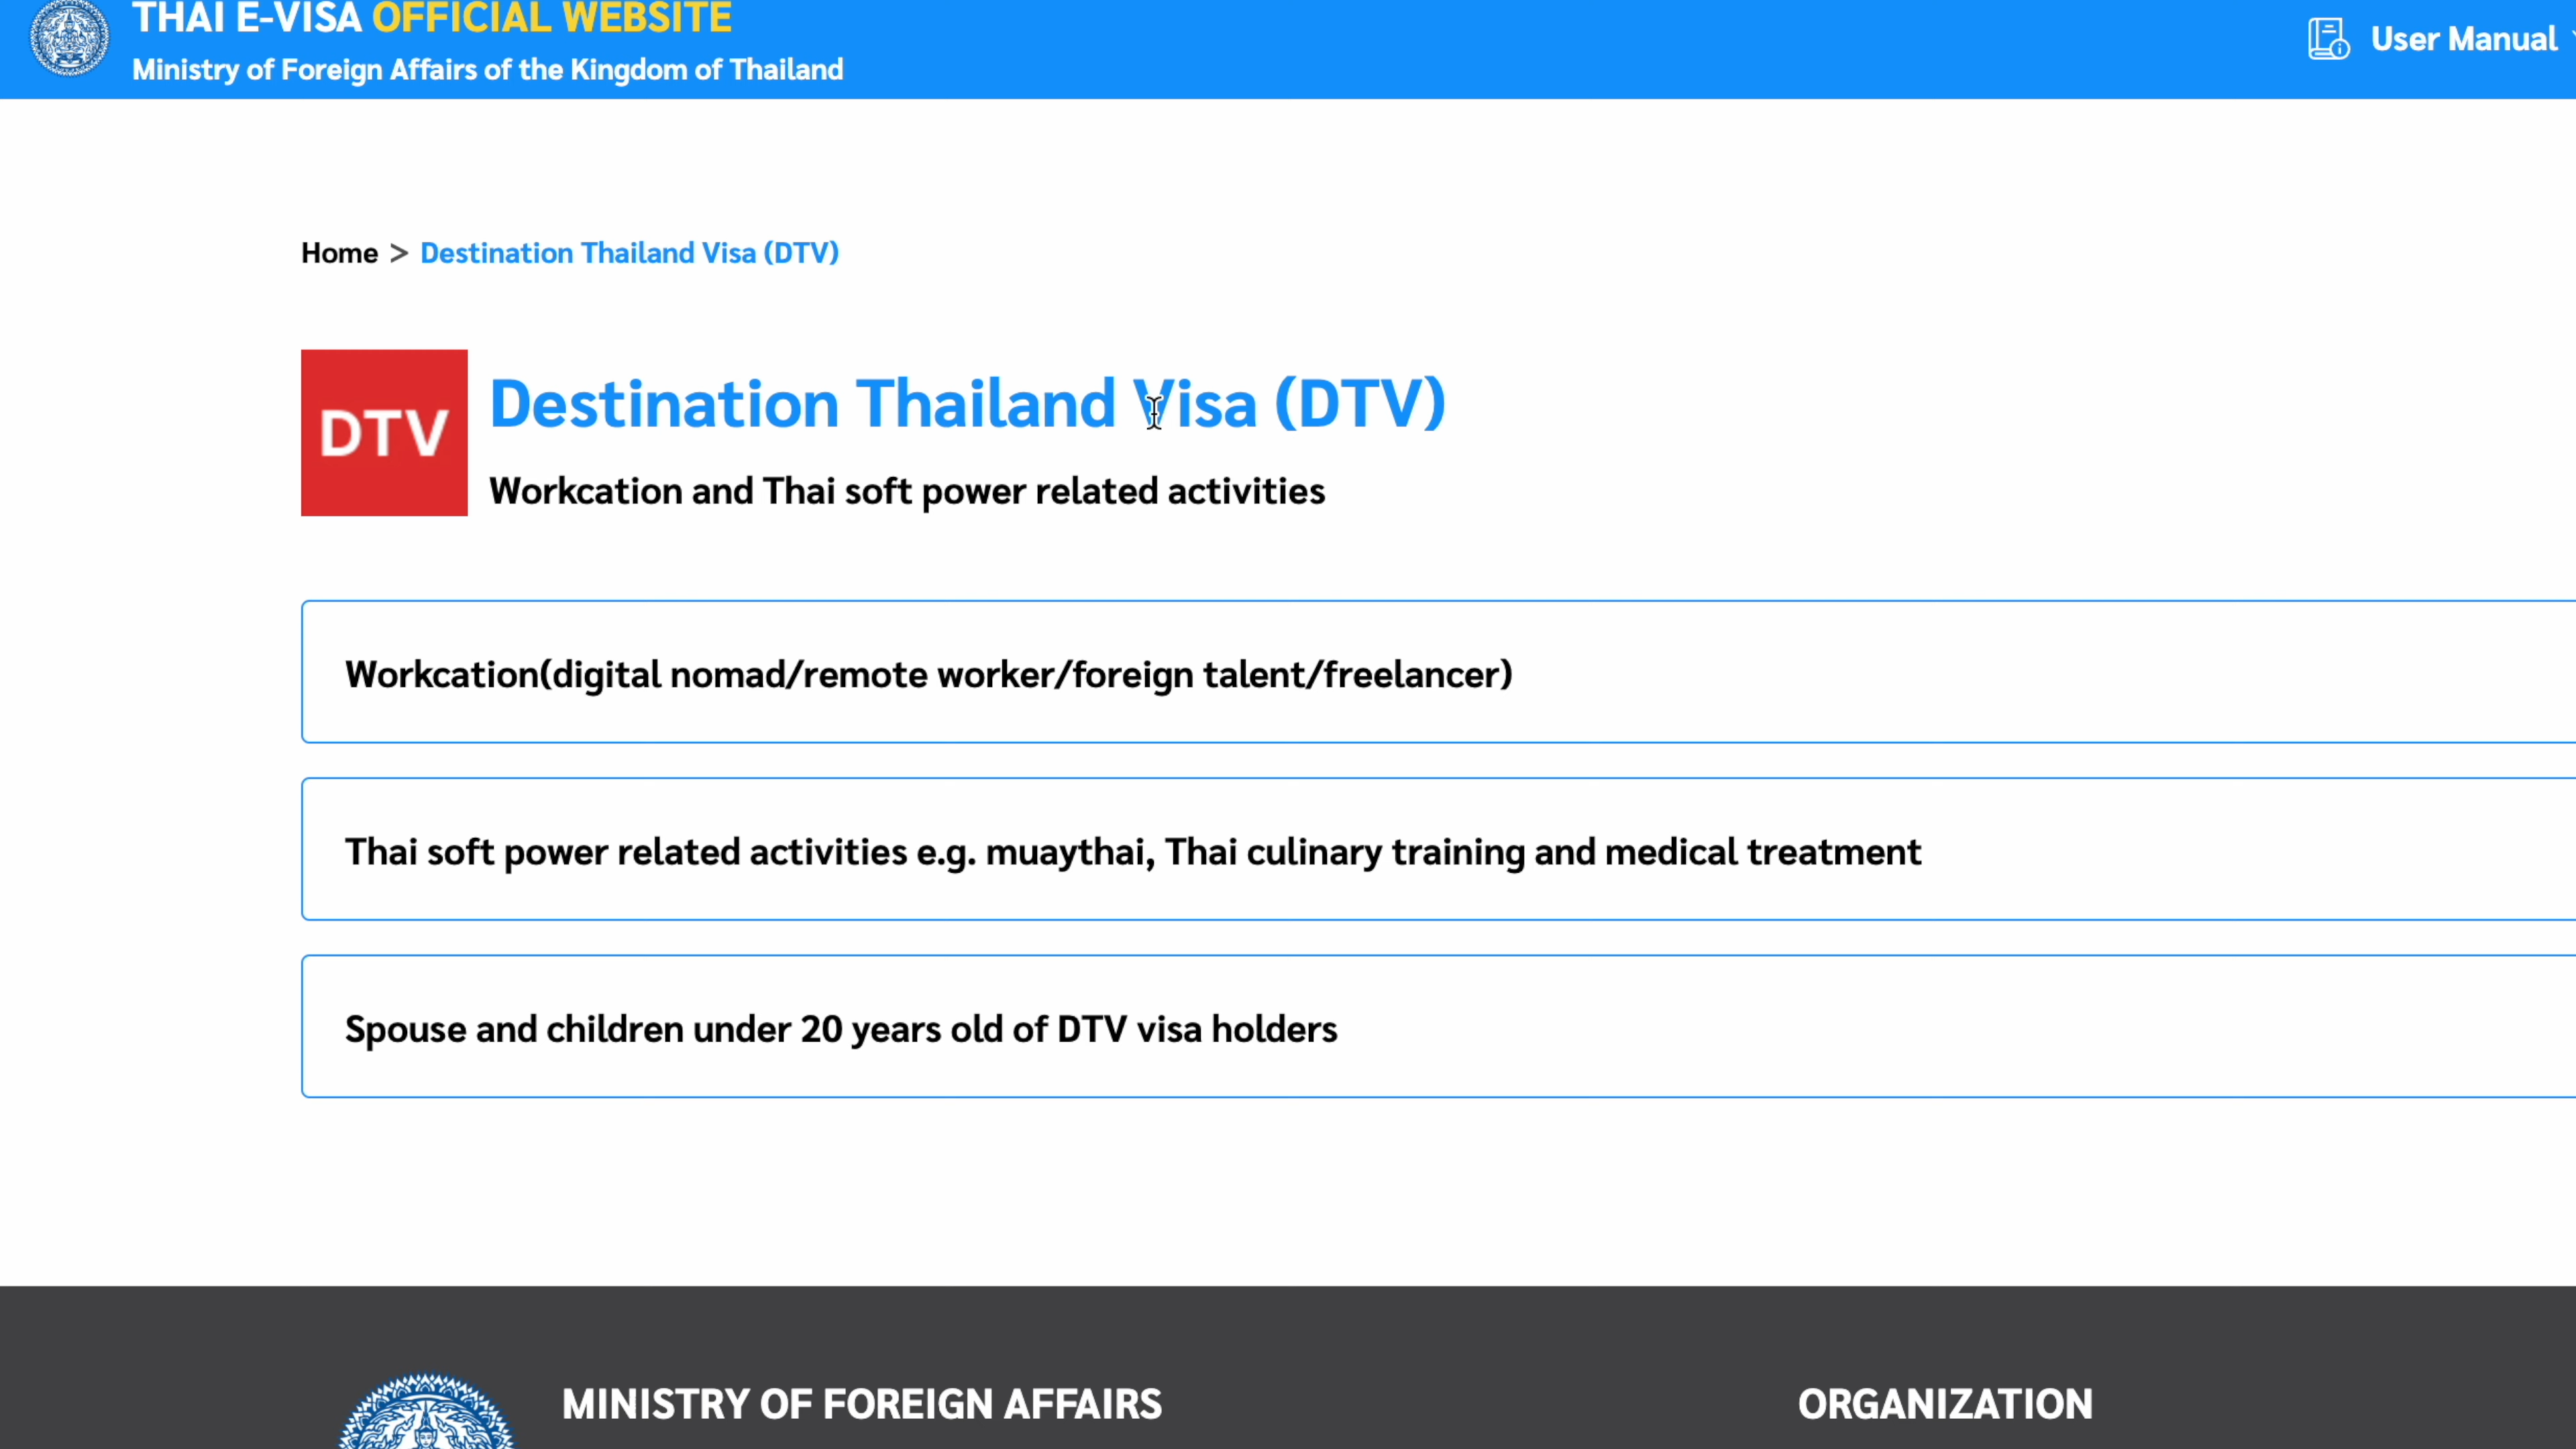 THAI E-VISA OFFICIAL WEBSITE
Ministry of Foreign Affairs of the Kingdom of Thailand
User Manual
Home > Destination Thailand Visa (DTV)
DTV
Destination Thailand Visa (DTV)
Workcation and Thai soft power related activities
Workcation(digital nomad/remote worker/foreign talent/freelancer)
Thai soft power related activities e.g. muaythai, Thai culinary training and medical treatment
Spouse and children under 20 years old of DTV visa holders
MINISTRY OF FOREIGN AFFAIRS
ORGANIZATION